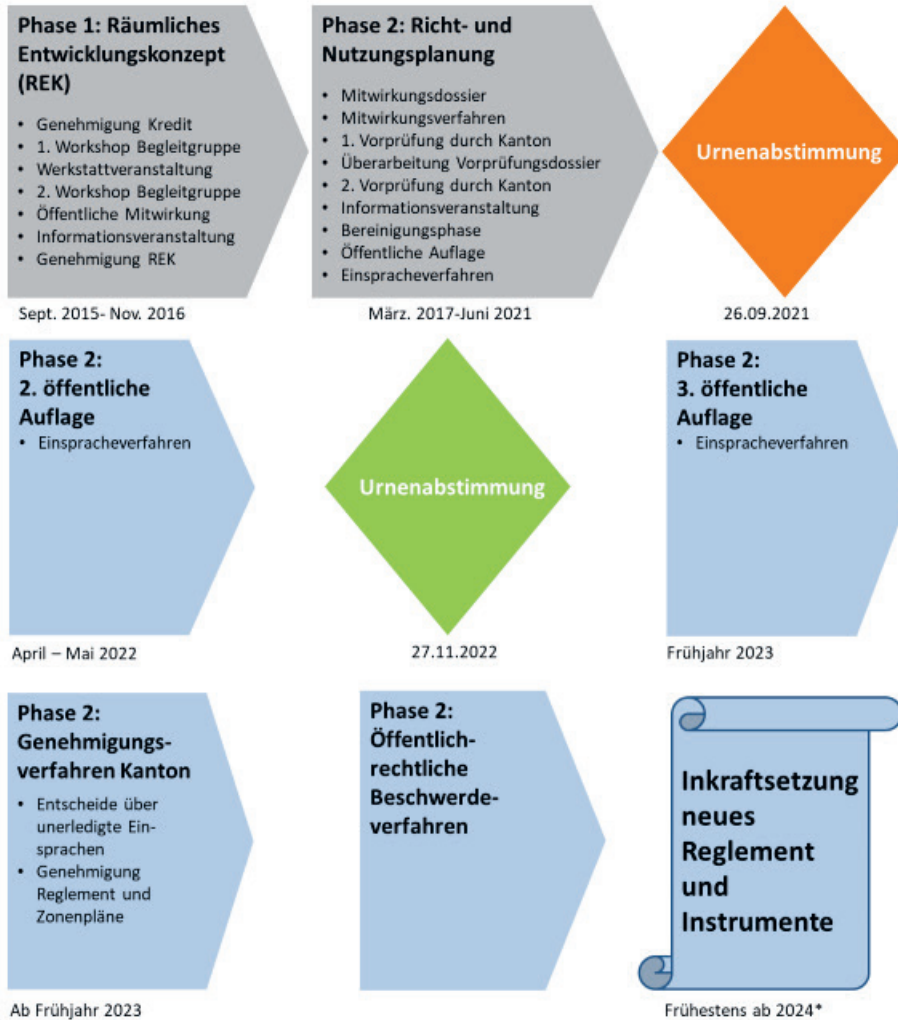 Phase 1: Räumliches
Entwicklungskonzept
(REK)
• Genehmigung Kredit
• 1. Workshop Begleitgruppe
• Werkstattveranstaltung
• 2. Workshop Begleitgruppe
• Öffentliche Mitwirkung
• Informationsveranstaltung
• Genehmigung REK
Sept. 2015- Nov. 2016
Phase 2: Richt- und
Nutzungsplanung
• Mitwirkungsdossier
• Mitwirkungsverfahren
• 1. Vorprüfung durch Kanton
• Überarbeitung Vorprüfungsdossier
• 2. Vorprüfung durch Kanton
• Informationsveranstaltung
• Bereinigungsphase
• Öffentliche Auflage
• Einspracheverfahren
März. 2017-Juni 2021
Urnenabstimmung
26.09.2021
Phase 2:
2. öffentliche
Auflage
• Einspracheverfahren
April – Mai 2022
Urnenabstimmung
27.11.2022
Phase 2:
3. öffentliche
Auflage
• Einspracheverfahren
Frühjahr 2023
Phase 2:
Genehmigungs-
verfahren Kanton
• Entscheide über
unerledigte Ein-
sprachen
• Genehmigung
Reglement und
Zonenpläne
Ab Frühjahr 2023
Phase 2:
Öffentlich-
rechtliche
Beschwerde-
verfahren
Inkraftsetzung
neues
Reglement
und
Instrumente
Frühestens ab 2024*